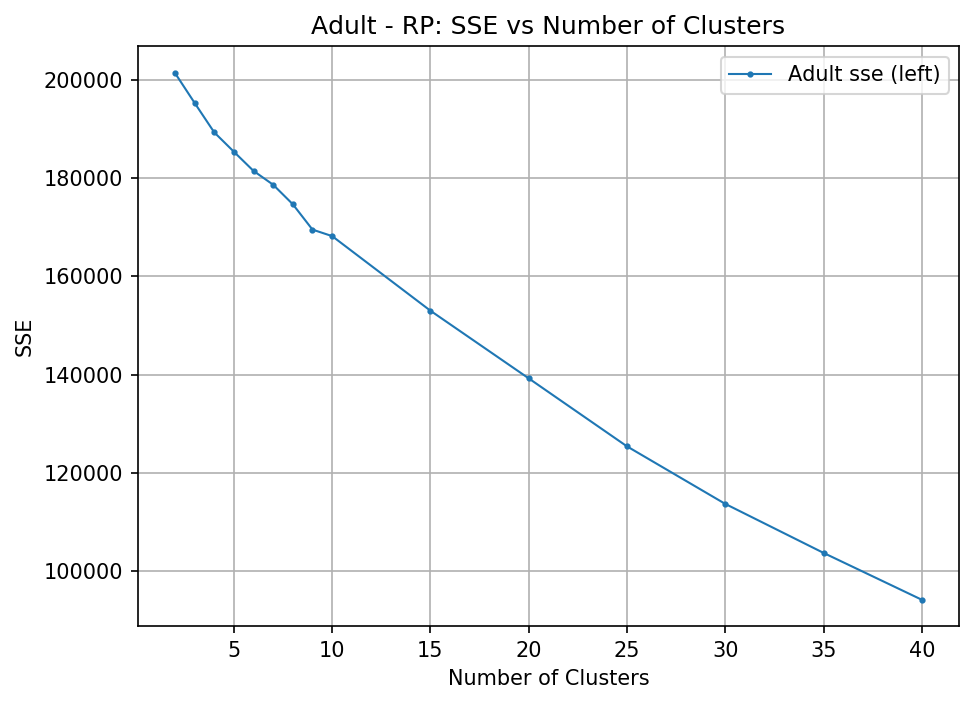 Adult - RP: SSE vs Number of Clusters
Adult sse (left)
200000
180000
160000
140000
120000
100000
SSE
5 10 15 20 25 30 35 40
Number of Clusters